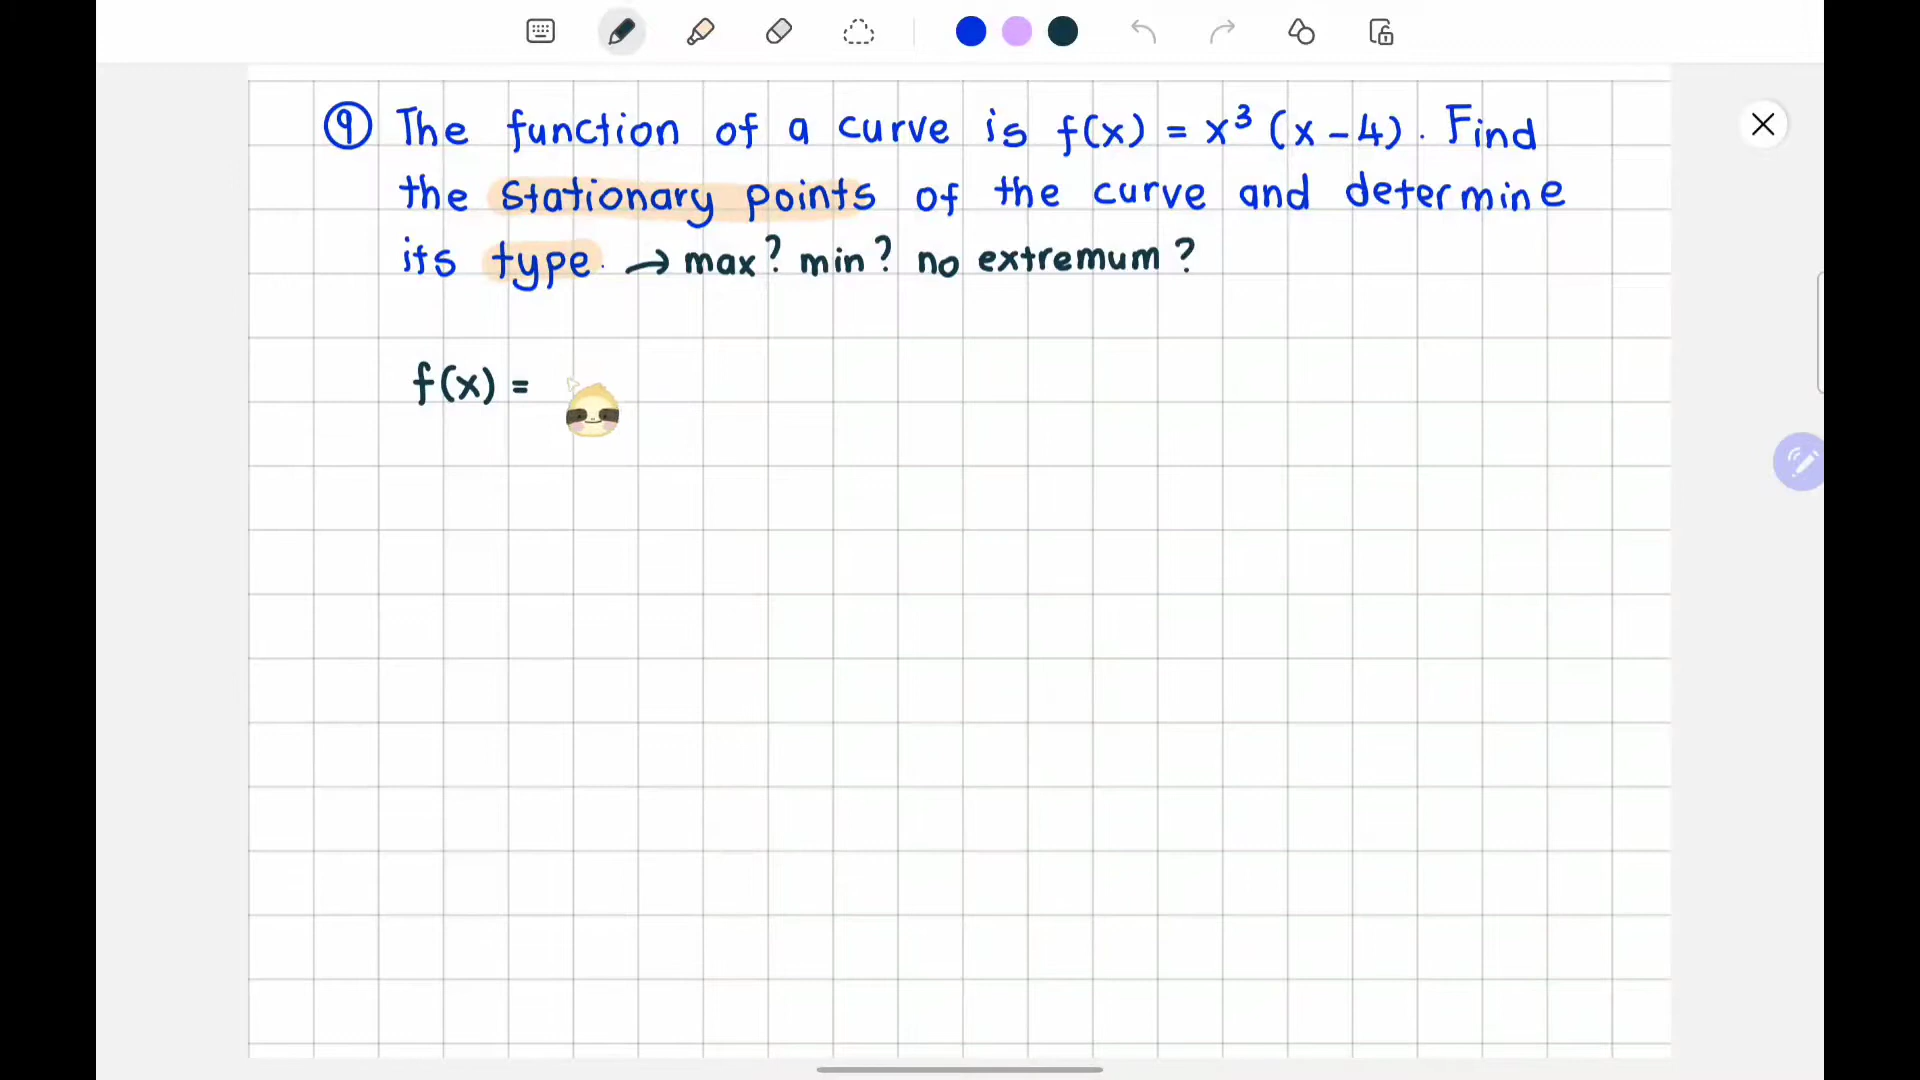 9 The function of a curve is f(x) = x³ (x - 4). Find
the stationary points of the curve and determine
its type. → max? min? no extremum?
f(x) =